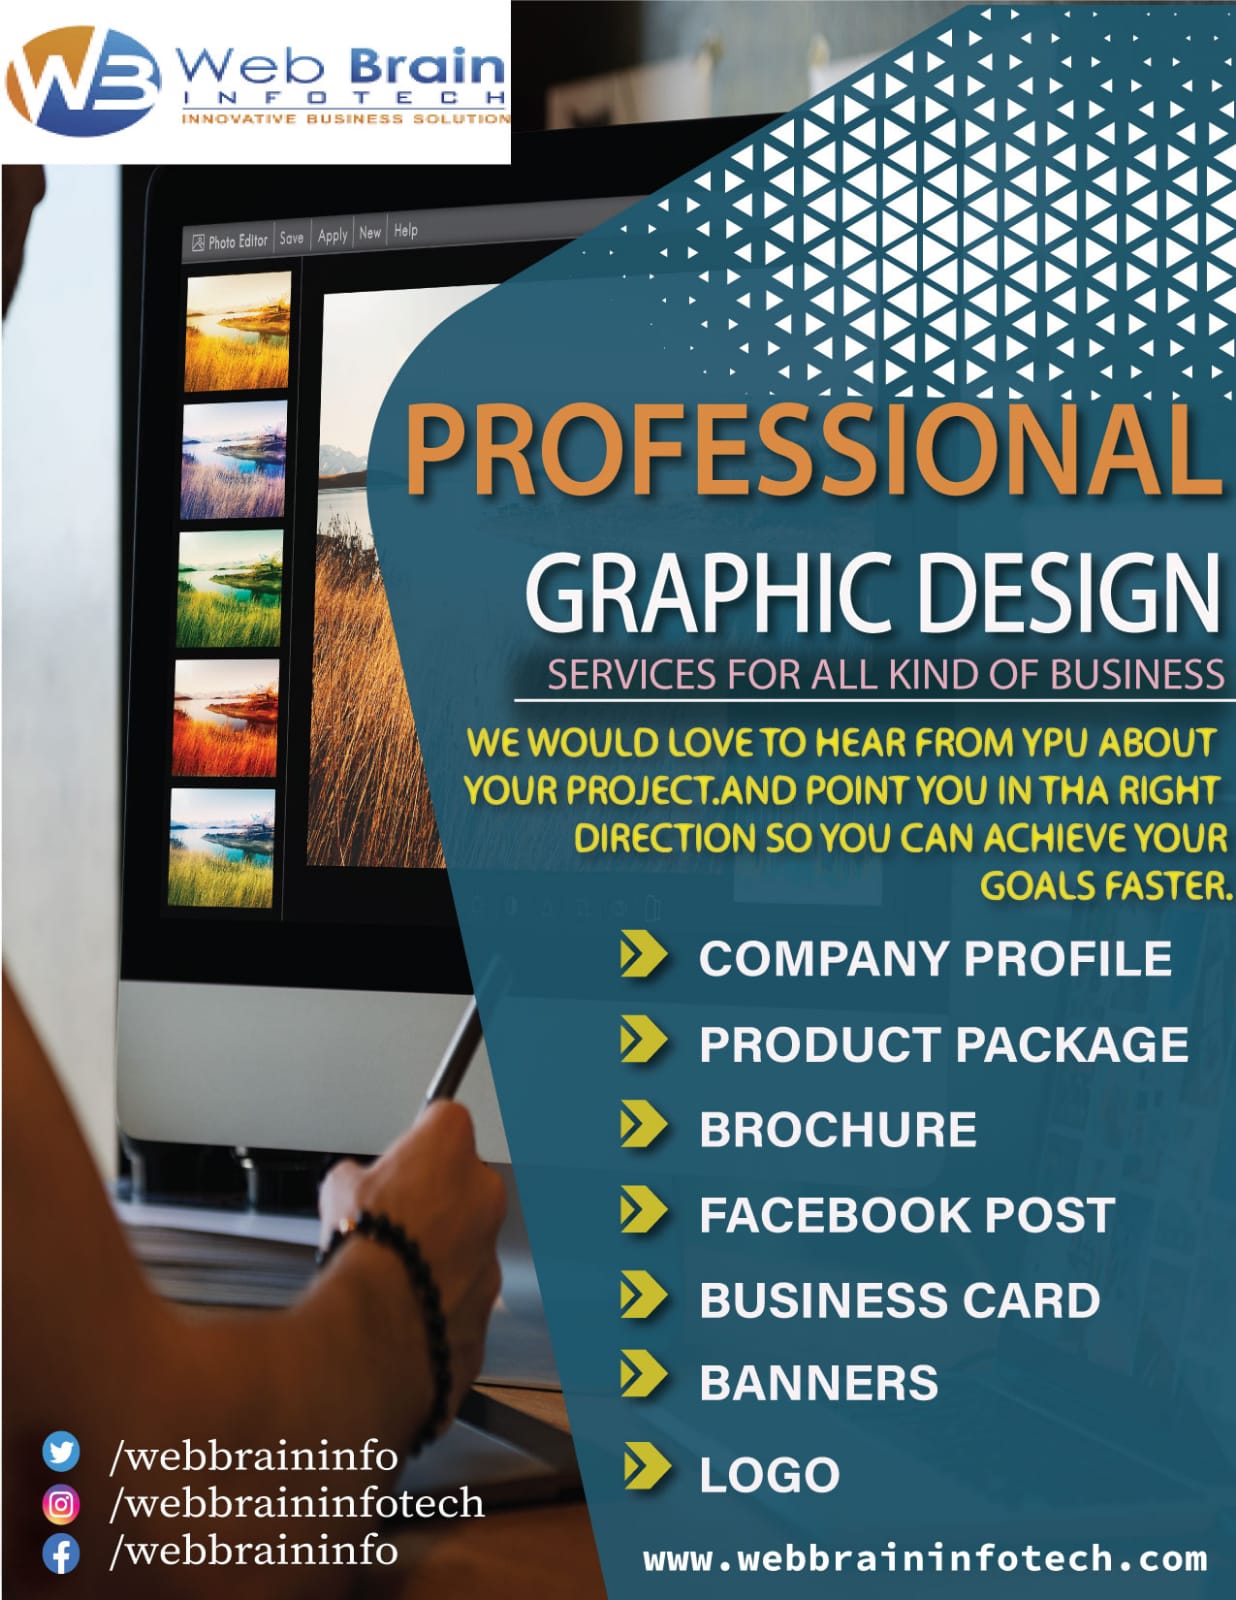 WB Web Brain
INFOTECH
INNOVATIVE BUSINESS SOLUTION
Photo Editor Save Apply New Help
PROFESSIONAL
GRAPHIC DESIGN
SERVICES FOR ALL KIND OF BUSINESS
WE WOULD LOVE TO HEAR FROM YPU ABOUT
YOUR PROJECT.AND POINT YOU IN THA RIGHT
DIRECTION SO YOU CAN ACHIEVE YOUR
GOALS FASTER.
COMPANY PROFILE
PRODUCT PACKAGE
BROCHURE
FACEBOOK POST
BUSINESS CARD
BANNERS
LOGO
/webbraininfo
/webbraininfotech
/webbraininfo
www.webbraininfotech.com